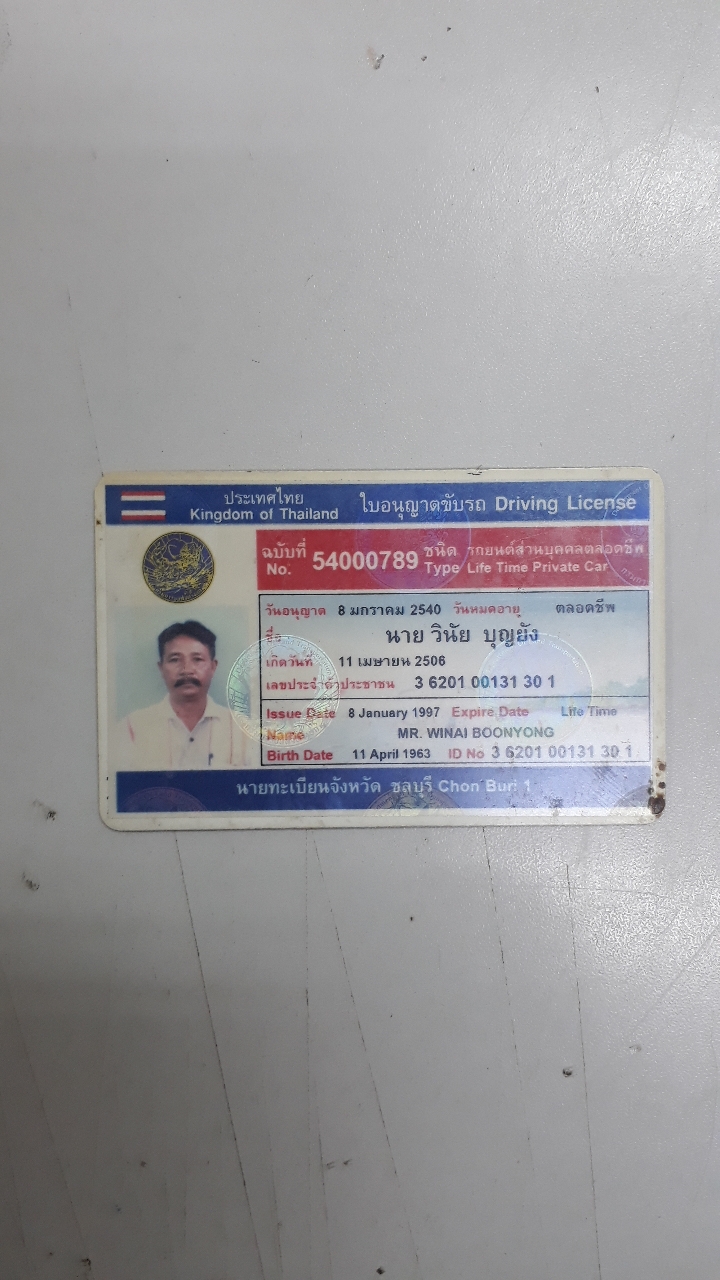 ประเทศไทย
Kingdom of Thailand
ใบอนุญาตขับรถ Driving License
ฉบับที่ 54000789 ชนิด รถยนต์ส่วนบุคคลตลอดชีพ
No. Type Life Time Private Car
วันอนุญาต 8 มกราคม 2540 วันหมดอายุ ตลอดชีพ
ชื่อ นาย วินัย บุญยัง
เกิดวันที่ 11 เมษายน 2506
เลขประจำตัวประชาชน 3 6201 00131 30 1
Issue Date 8 January 1997 Expire Date Life Time
Name MR. WINAI BOONYONG
Birth Date 11 April 1963 ID No 3 6201 00131 30 1
นายทะเบียนจังหวัด ชลบุรี Chon Buri 1